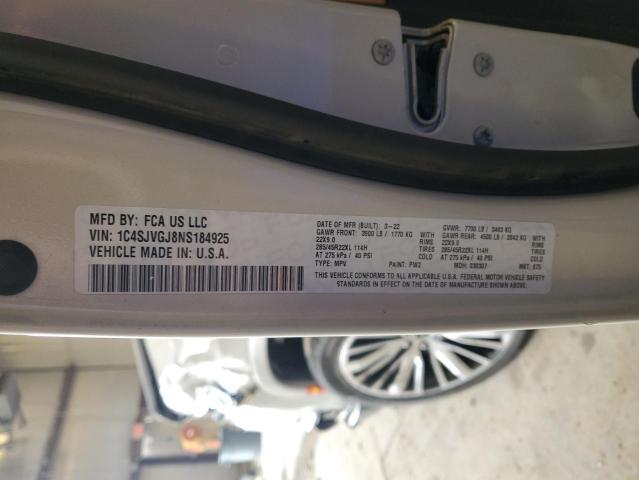 MFD BY: FCA US LLC
VIN: 1C4SJVGJ8NS184925
VEHICLE MADE IN: U.S.A.
DATE OF MFR (BUILT): 3-22 GVWR: 7700 LB / 3493 KG
GAWR FRONT: 3900 LB / 1770 KG WITH GAWR REAR: 4500 LB / 2042 KG WITH
22X9.0 RIMS 22X9.0 RIMS
285/45R22XL 114H TIRES 285/45R22XL 114H TIRES
AT 275 kPa / 40 PSI COLD AT 275 kPa / 40 PSI COLD
TYPE: MPV PAINT: PW2 MDH: 030307 MST: 575
THIS VEHICLE CONFORMS TO ALL APPLICABLE U.S.A. FEDERAL MOTOR VEHICLE SAFETY
STANDARDS IN EFFECT ON THE DATE OF MANUFACTURE SHOWN ABOVE.